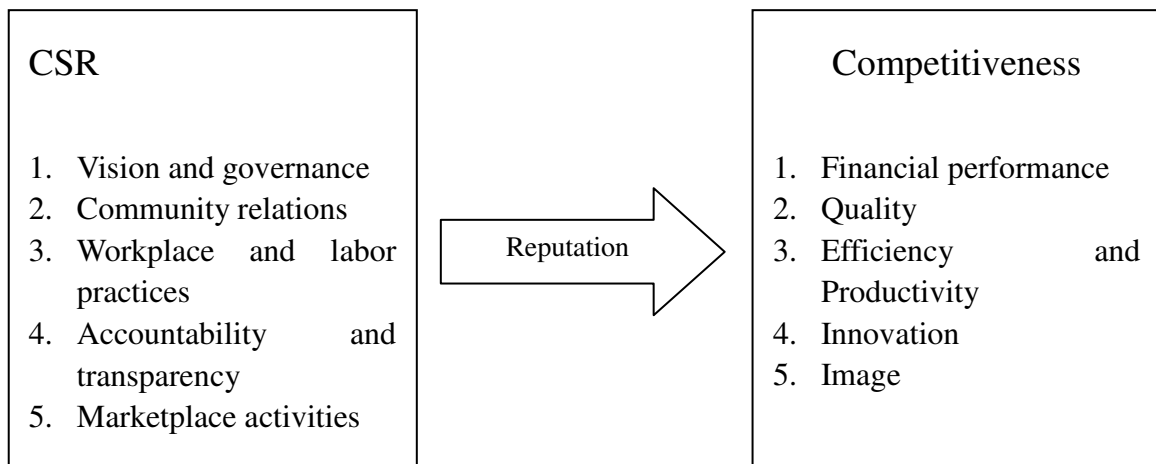 CSR
1. Vision and governance
2. Community relations
3. Workplace and labor
practices
4. Accountability and
transparency
5. Marketplace activities
Reputation
Competitiveness
1. Financial performance
2. Quality
3. Efficiency and
Productivity
4. Innovation
5. Image